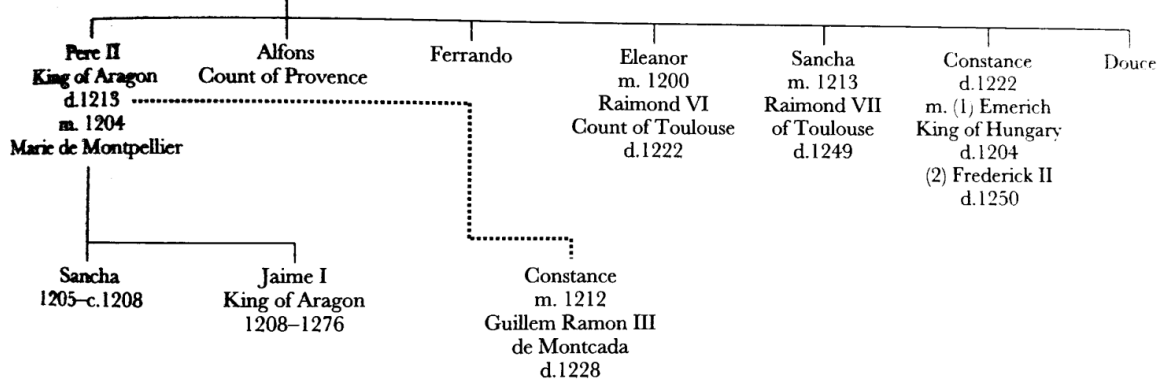 Pere II
King of Aragon
d.1213
m. 1204
Marie de Montpellier
Alfons
Count of Provence
Ferrando
Eleanor
m. 1200
Raimond VI
Count of Toulouse
d.1222
Sancha
m. 1213
Raimond VII
of Toulouse
d.1249
Constance
d.1222
m. (1) Emerich
King of Hungary
d.1204
(2) Frederick II
d.1250
Douce
Sancha
1205–c.1208
Jaime I
King of Aragon
1208–1276
Constance
m. 1212
Guillem Ramon III
de Montcada
d.1228